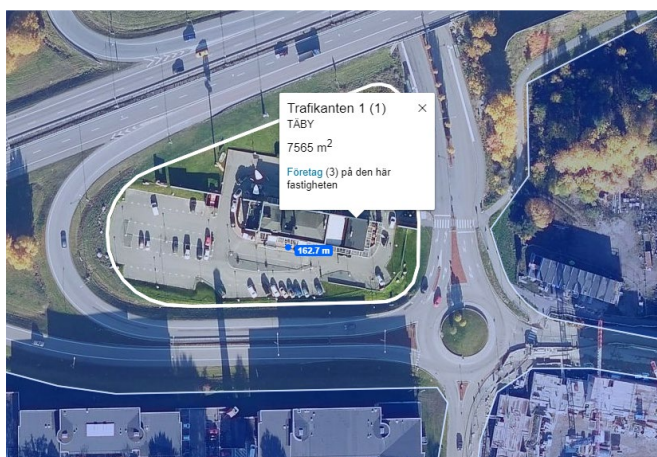 Trafikanten 1 (1)
TÄBY
7565 m²
Företag (3) på den här
fastigheten
162.7 m